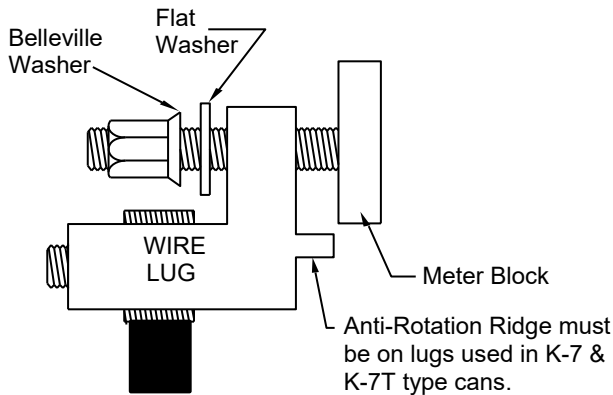 Flat
Washer
Belleville
Washer
WIRE
LUG
Meter Block
Anti-Rotation Ridge must
be on lugs used in K-7 &
K-7T type cans.